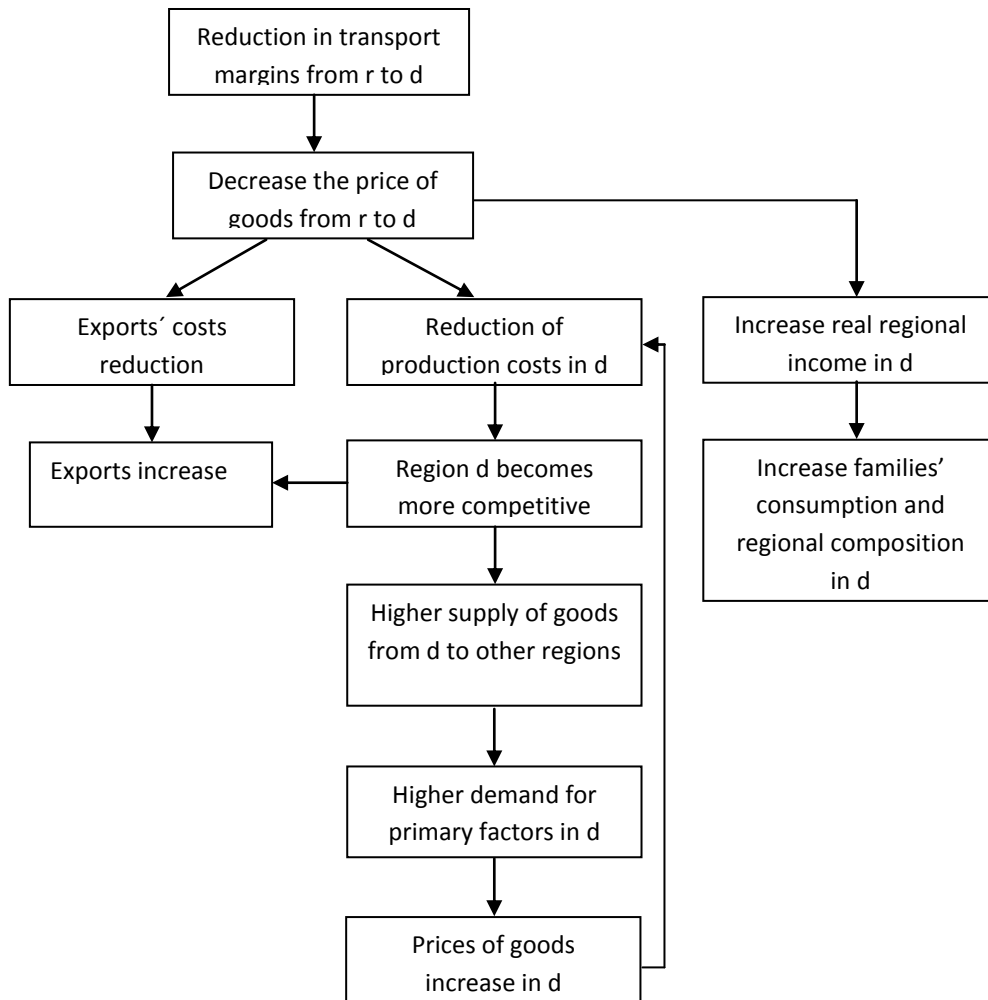 Reduction in transport
margins from r to d
Decrease the price of
goods from r to d
Exports´ costs
reduction
Reduction of
production costs in d
Increase real regional
income in d
Exports increase
Region d becomes
more competitive
Increase families’
consumption and
regional composition
in d
Higher supply of goods
from d to other regions
Higher demand for
primary factors in d
Prices of goods
increase in d